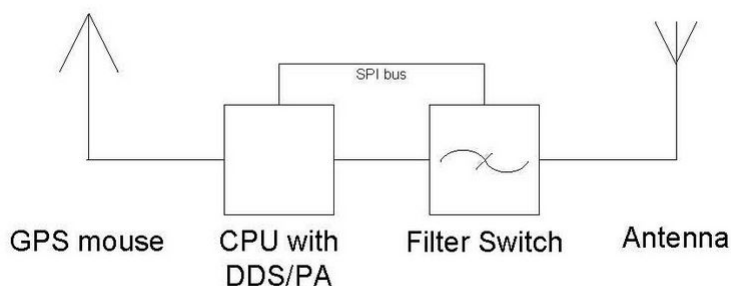 SPI bus
GPS mouse
CPU with
DDS/PA
Filter Switch
Antenna